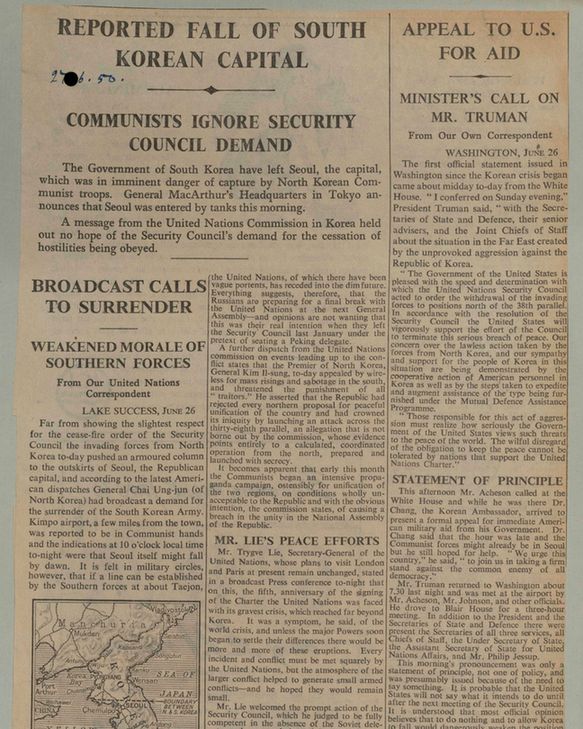 REPORTED FALL OF SOUTH
KOREAN CAPITAL
COMMUNISTS IGNORE SECURITY
COUNCIL DEMAND
The Government of South Korea have left Seoul, the capital,
which was in imminent danger of capture by North Korean Com-
munist troops. General MacArthur's Headquarters in Tokyo an-
nounces that Seoul was entered by tanks this morning.
A message from the United Nations Commission in Korea held
out no hope of the Security Council's demand for the cessation of
hostilities being obeyed.
BROADCAST CALLS
TO SURRENDER
WEAKENED MORALE OF
SOUTHERN FORCES
From Our United Nations
Correspondent
LAKE SUCCESS, JUNE 26
Far from showing the slightest respect
for the cease-fire order of the Security
Council the invading forces from North
Korea to-day pushed an armoured column
to the outskirts of Seoul, the Republican
capital, and according to the latest Ameri-
can dispatches General Chai Ung-jun (of
North Korea) had broadcast a demand for
the surrender of the South Korean Army.
Kimpo airport, a few miles from the town,
was reported to be in Communist hands
and the indications at 10 o'clock local time
to-night were that Seoul itself might fall
by dawn. It is felt in military circles,
however, that if a line can be established
by the Southern forces at about Taejon,
Manchuria
Vladivostok
Mukden
Antung
Korea
Bay
PYONGYANG
Port
Arthur
SEA OF
JAPAN
BOUNDARY
BETWEEN
N & S. KOREA
SEOUL
Chemulpo
the United Nations, of which there have been
vague portents, has receded into the dim future.
Everything suggests, therefore, that the
Russians are preparing for a final break with
the United Nations at the next General
Assembly—and opinions are not wanting that
this was their real intention when they left
the Security Council last January under the
pretext of seating a Peking delegate.
A further dispatch from the United Nations
commission on events leading up to the con-
flict states that the Premier of North Korea,
General Kim Il-sung, to-day appealed by wire-
less for mass risings and sabotage in the south,
and threatened the punishment of all
"traitors." He asserted that the Republic had
rejected every northern proposal for peaceful
unification of the country and had crowned
its iniquity by launching an attack across the
thirty-eighth parallel, an allegation that is not
borne out by the commission, whose evidence
points entirely to a calculated, coordinated
operation from the north, prepared and
launched with secrecy.
It becomes apparent that early this month
the Communists began an intensive propa-
ganda campaign, ostensibly for unification of
the two regions, on conditions wholly un-
acceptable to the Republic and with the obvious
intention, the commission states, of causing a
breach in the unity in the National Assembly
of the Republic.
MR. LIE'S PEACE EFFORTS
Mr. Trygve Lie, Secretary-General of the
United Nations, whose plans to visit London
and Paris at present remain unchanged, stated
in a broadcast Press conference to-night that
on this, the fifth, anniversary of the signing
of the Charter the United Nations was faced
with its gravest crisis, which reached far beyond
Korea. It was a symptom, he said, of the
world crisis, and unless the major Powers soon
began to settle their differences there would be
more and more of these eruptions. Every
incident and conflict must be met squarely by
the United Nations, but the atmosphere of the
larger conflict helped to generate small armed
conflicts—and he hoped they would remain
small.
Mr. Lie welcomed the prompt action of the
Security Council, which he judged to be fully
competent in the absence of the Soviet dele-
APPEAL TO U.S.
FOR AID
MINISTER'S CALL ON
MR. TRUMAN
From Our Own Correspondent
WASHINGTON, JUNE 26
The first official statement issued in
Washington since the Korean crisis began
came about midday to-day from the White
House. "I conferred on Sunday evening,"
President Truman said, "with the Secre-
taries of State and Defence, their senior
advisers, and the Joint Chiefs of Staff
about the situation in the Far East created
by the unprovoked aggression against the
Republic of Korea.
"The Government of the United States is
pleased with the speed and determination with
which the United Nations Security Council
acted to order the withdrawal of the invading
forces to positions north of the 38th parallel.
In accordance with the resolution of the
Security Council the United States will
vigorously support the effort of the Council
to terminate this serious breach of peace. Our
concern over the lawless action taken by the
forces from North Korea, and our sympathy
and support for the people of Korea in this
situation are being demonstrated by the
cooperative action of American personnel in
Korea as well as by the steps taken to expedite
and augment assistance of the type being fur-
nished under the Mutual Defence Assistance
Programme.
"Those responsible for this act of aggres-
sion must realize how seriously the Govern-
ment of the United States views such threats
to the peace of the world. The wilful disregard
of the obligation to keep the peace cannot be
tolerated by nations that support the United
Nations Charter."
STATEMENT OF PRINCIPLE
This afternoon Mr. Acheson called at the
White House and while he was there Dr.
Chang, the Korean Ambassador, arrived to
present a formal appeal for immediate Ameri-
can military aid from his Government. Dr.
Chang said that the hour was late and the
Communist forces might already be in Seoul
but he still hoped for help. "We urge this
country," he said, "to join us in taking a firm
stand against the common enemy of all
democracy."
Mr. Truman returned to Washington about
7.30 last night and was met at the airport by
Mr. Acheson, Mr. Johnson, and other officials.
He drove to Blair House for a three-hour
meeting. In addition to the President and the
Secretaries of State and Defence there were
present the Secretaries of all three services, all
Chiefs of Staff, the Under Secretary of State,
the Assistant Secretary of State for United
Nations Affairs, and Mr. Philip Jessup.
This morning's pronouncement was only a
statement of principle, not one of policy, and
was presumably issued because of the need to
say something. It is probable that the United
States will not say what it intends to do until
after the next meeting of the Security Council.
It is understood that most official opinion
believes that to do nothing and to allow Korea
to fall would dangerously weaken the position